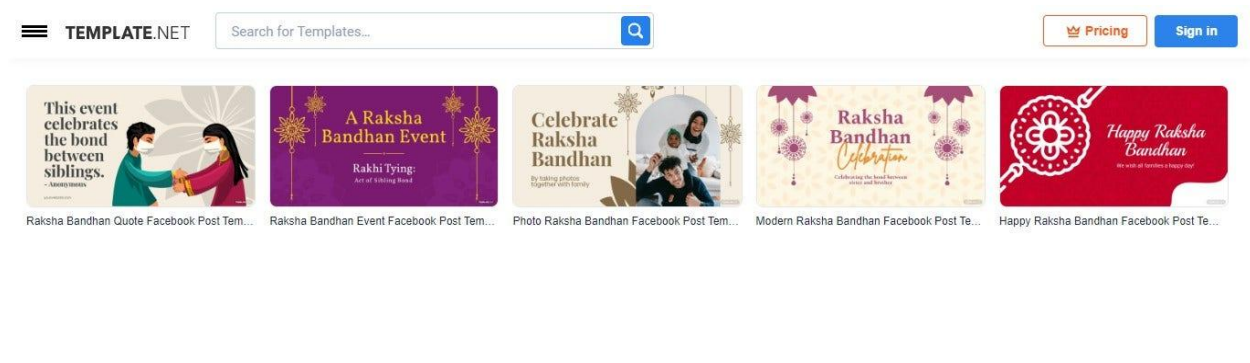 TEMPLATE.NET
Search for Templates...
Pricing
Sign in
This event
celebrates
the bond
between
siblings.
- Anonymous
A Raksha
Bandhan Event
Rakhi Tying:
Act of Sibling Bond
Celebrate
Raksha
Bandhan
By taking photos
together with family
Raksha
Bandhan
Celebration
Celebrating the bond between
sister and brother
Happy Raksha
Bandhan
We wish all families a happy day!
Raksha Bandhan Quote Facebook Post Tem...
Raksha Bandhan Event Facebook Post Tem...
Photo Raksha Bandhan Facebook Post Tem...
Modern Raksha Bandhan Facebook Post Te...
Happy Raksha Bandhan Facebook Post Te...